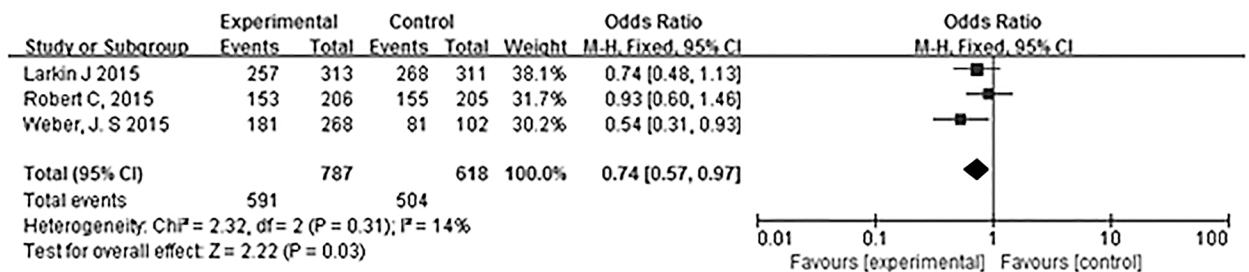 Experimental Control Odds Ratio Odds Ratio
Study or Subgroup Events Total Events Total Weight M-H, Fixed, 95% CI M-H, Fixed, 95% CI
Larkin J 2015 257 313 268 311 38.1% 0.74 [0.48, 1.13]
Robert C, 2015 153 206 155 205 31.7% 0.93 [0.60, 1.46]
Weber, J. S 2015 181 268 81 102 30.2% 0.54 [0.31, 0.93]
Total (95% CI) 787 618 100.0% 0.74 [0.57, 0.97]
Total events 591 504
Heterogeneity: Chi² = 2.32, df = 2 (P = 0.31); I² = 14%
Test for overall effect: Z = 2.22 (P = 0.03)
0.01 0.1 1 10 100
Favours [experimental] Favours [control]